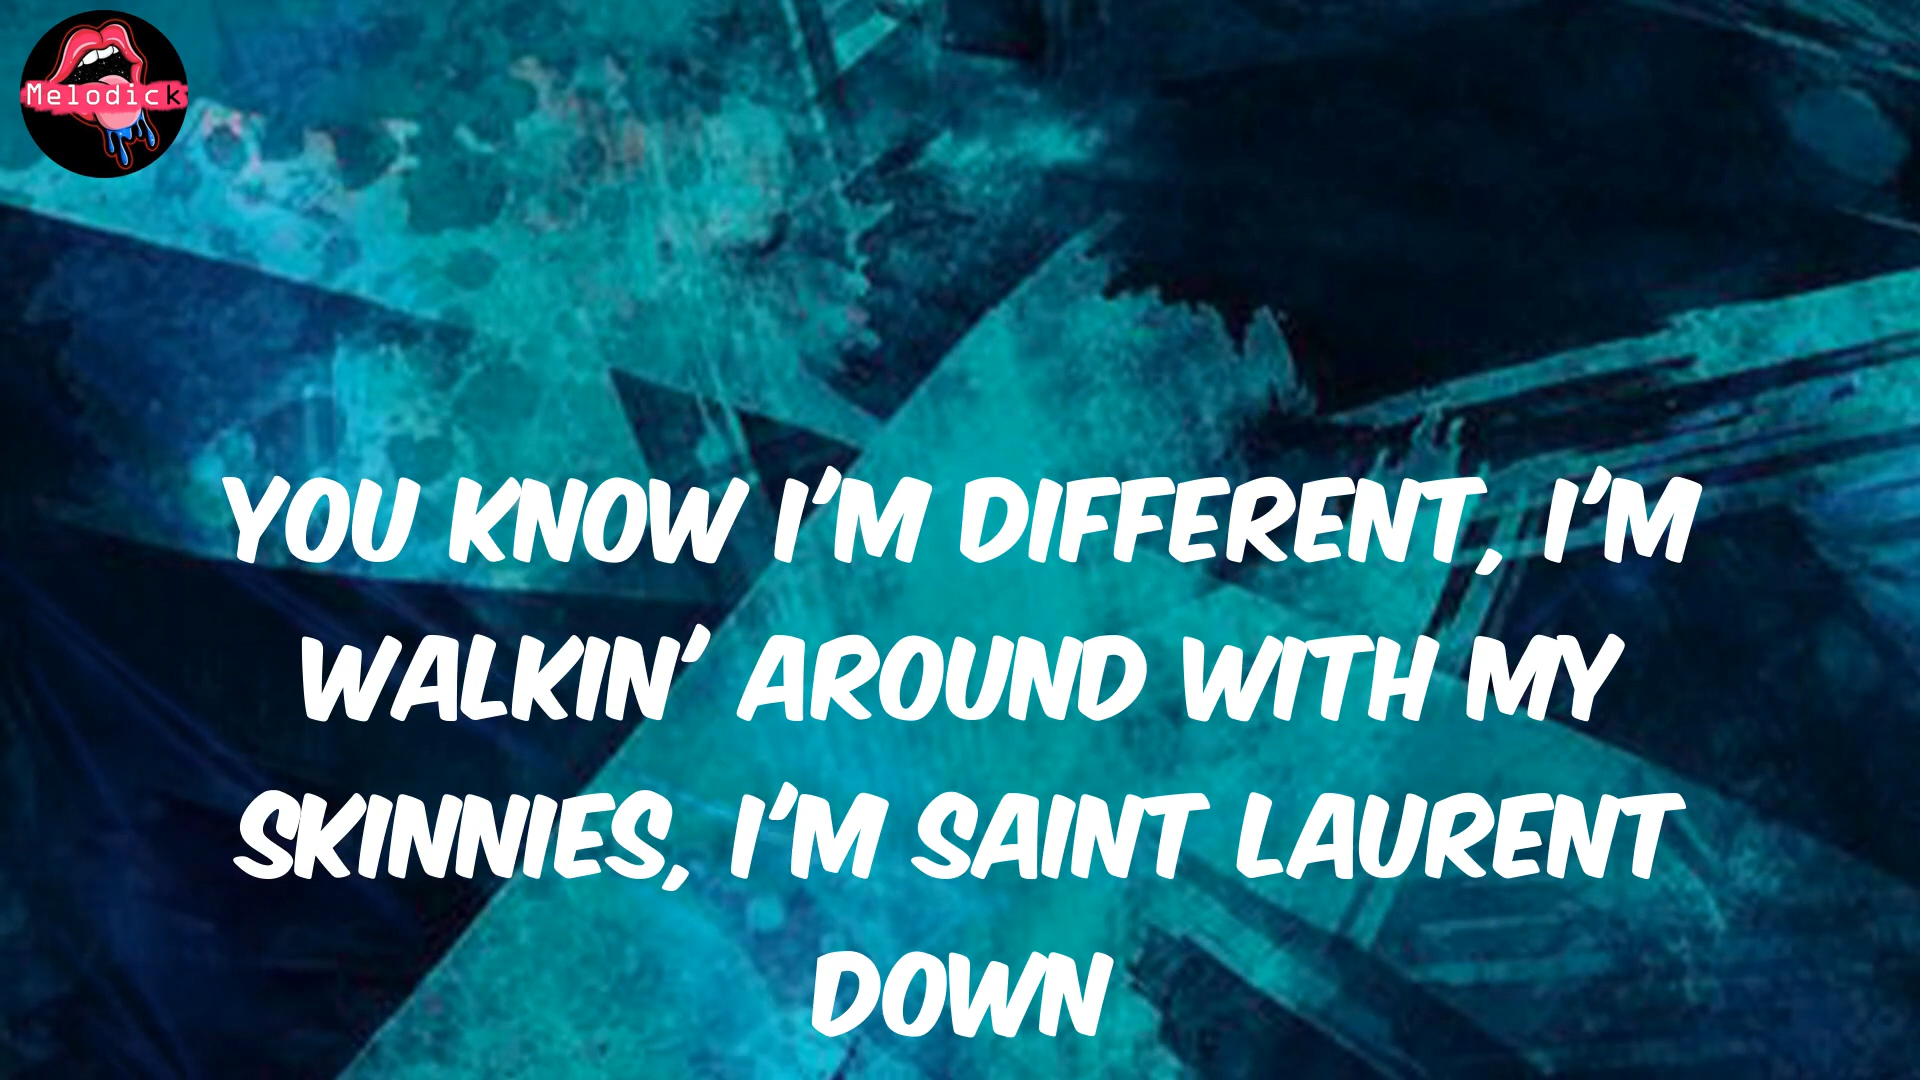 Melodick
YOU KNOW I'M DIFFERENT, I'M
WALKIN' AROUND WITH MY
SKINNIES, I'M SAINT LAURENT
DOWN